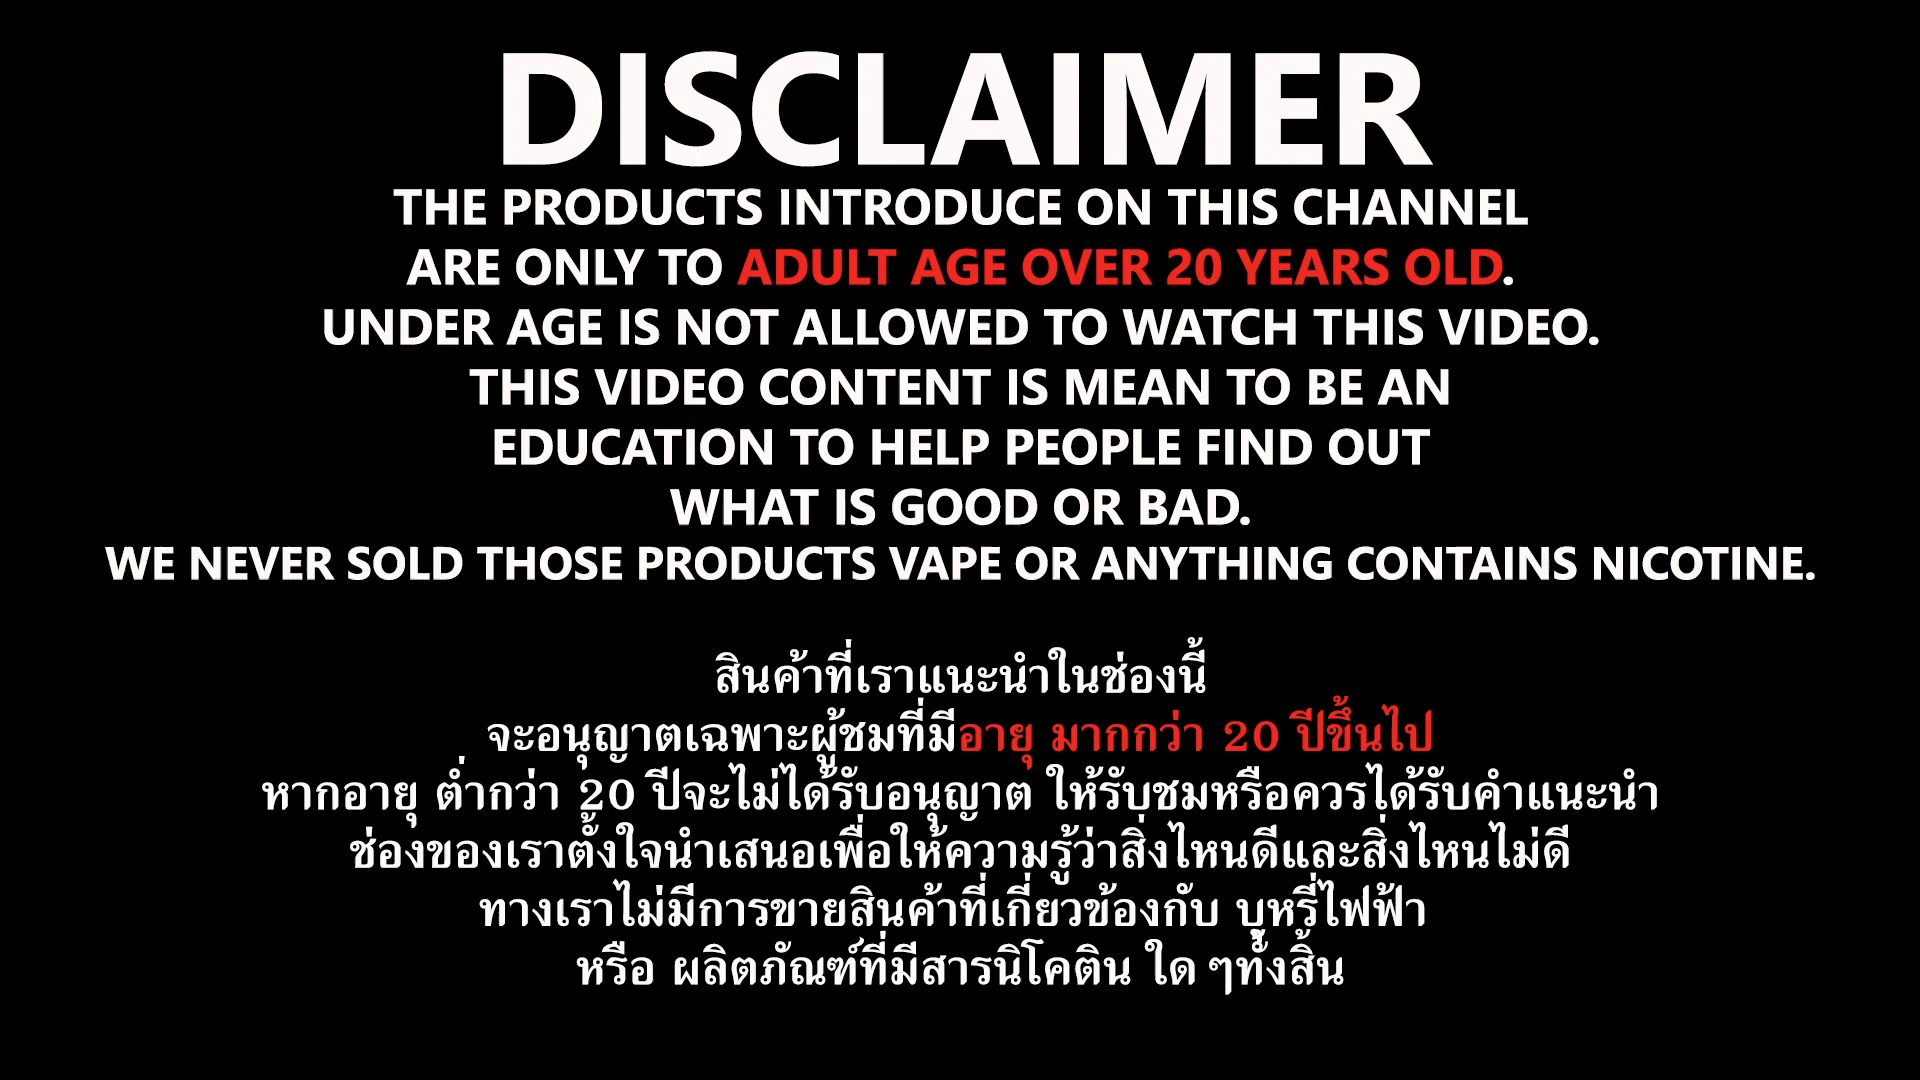 DISCLAIMER
THE PRODUCTS INTRODUCE ON THIS CHANNEL
ARE ONLY TO ADULT AGE OVER 20 YEARS OLD.
UNDER AGE IS NOT ALLOWED TO WATCH THIS VIDEO.
THIS VIDEO CONTENT IS MEAN TO BE AN
EDUCATION TO HELP PEOPLE FIND OUT
WHAT IS GOOD OR BAD.
WE NEVER SOLD THOSE PRODUCTS VAPE OR ANYTHING CONTAINS NICOTINE.
สินค้าที่เราแนะนำในช่องนี้
จะอนุญาตเฉพาะผู้ชมที่มีอายุ มากกว่า 20 ปีขึ้นไป
หากอายุ ต่ำกว่า 20 ปีจะไม่ได้รับอนุญาต ให้รับชมหรือควรได้รับคำแนะนำ
ช่องของเราตั้งใจนำเสนอเพื่อให้ความรู้ว่าสิ่งไหนดีและสิ่งไหนไม่ดี
ทางเราไม่มีการขายสินค้าที่เกี่ยวข้องกับ บุหรี่ไฟฟ้า
หรือ ผลิตภัณฑ์ที่มีสารนิโคติน ใด ๆทั้งสิ้น